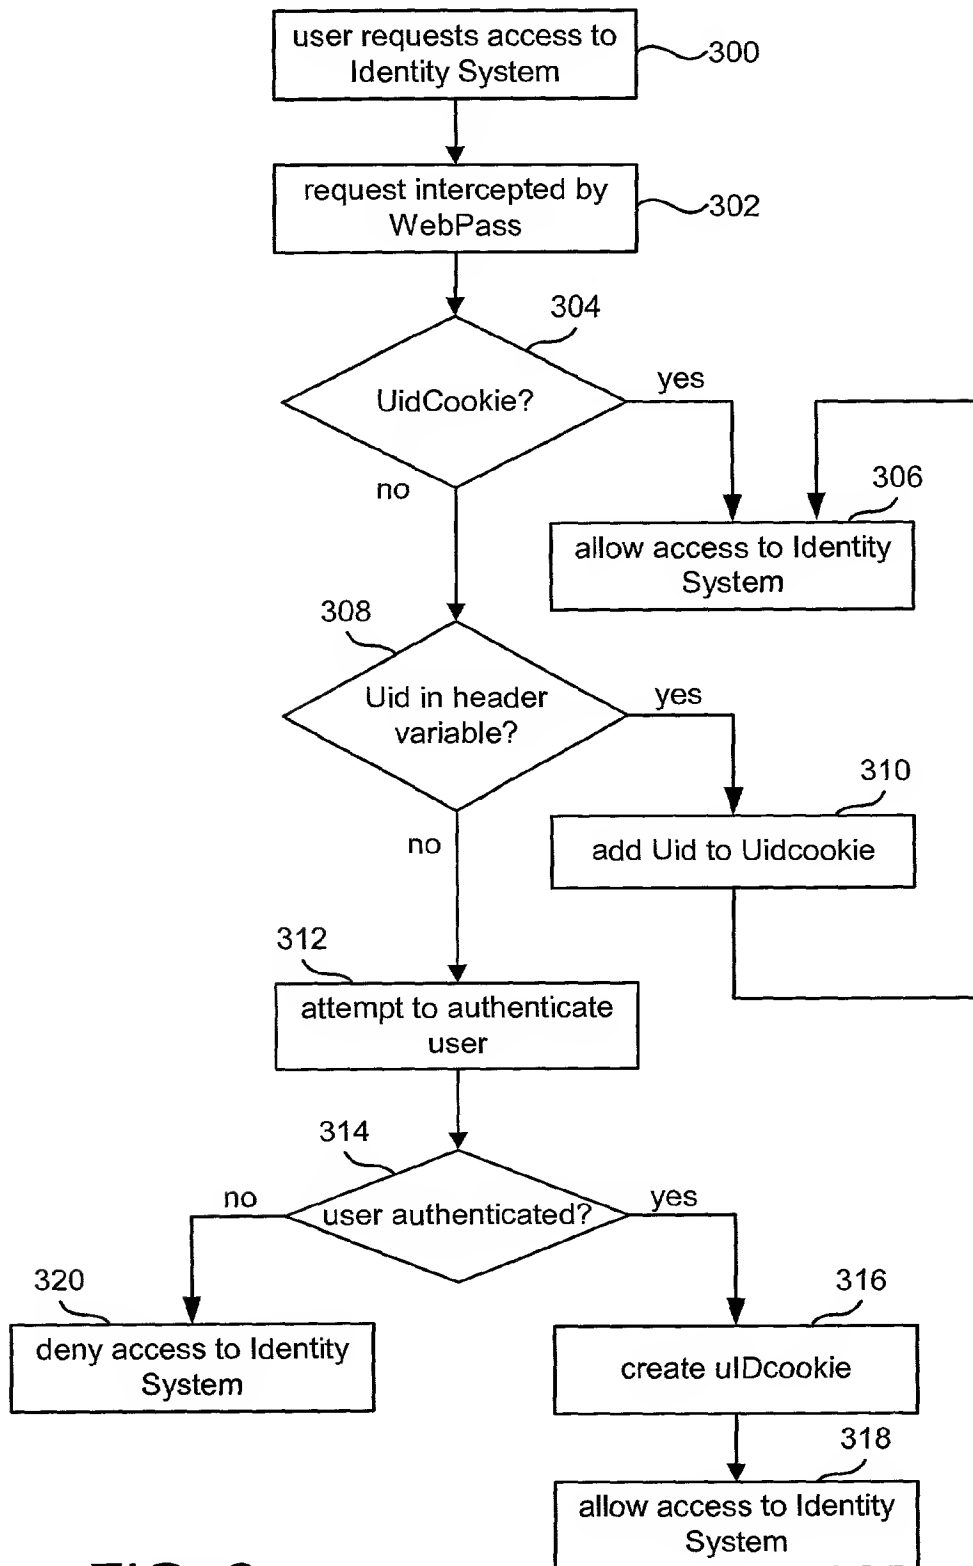 user requests access to
Identity System
300
request intercepted by
WebPass
302
304
UidCookie?
yes
no
306
allow access to Identity
System
308
Uid in header
variable?
yes
no
310
add Uid to Uidcookie
312
attempt to authenticate
user
314
user authenticated?
no
yes
320
deny access to Identity
System
316
create uIDcookie
318
allow access to Identity
System